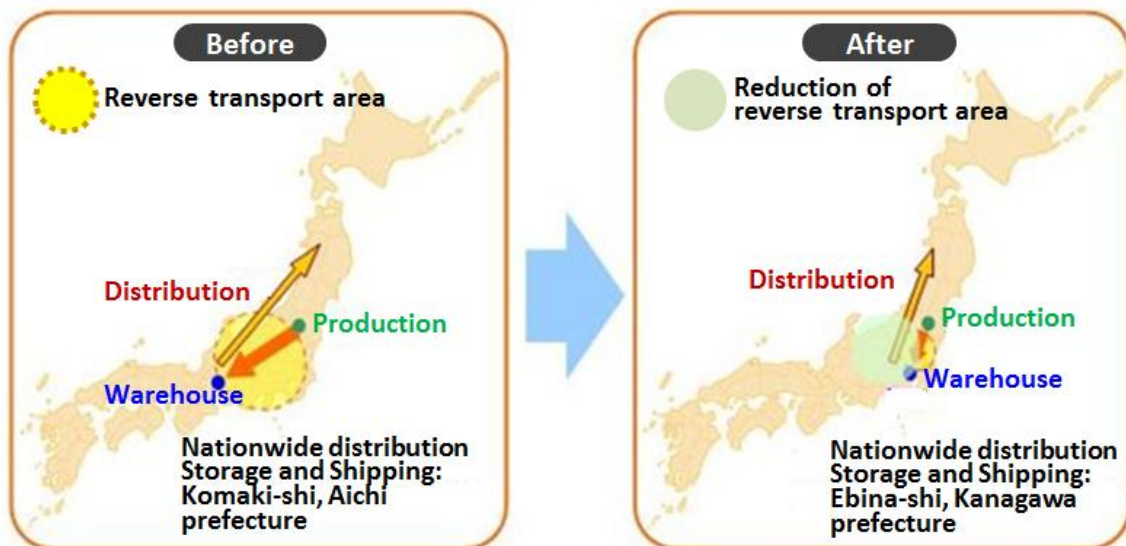 Before
Reverse transport area
Distribution
Production
Warehouse
Nationwide distribution
Storage and Shipping:
Komaki-shi, Aichi
prefecture
After
Reduction of
reverse transport area
Distribution
Production
Warehouse
Nationwide distribution
Storage and Shipping:
Ebina-shi, Kanagawa
prefecture